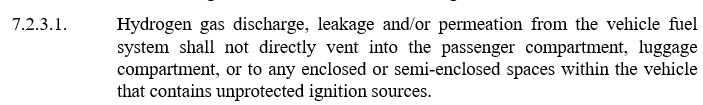 7.2.3.1. Hydrogen gas discharge, leakage and/or permeation from the vehicle fuel
system shall not directly vent into the passenger compartment, luggage
compartment, or to any enclosed or semi-enclosed spaces within the vehicle
that contains unprotected ignition sources.